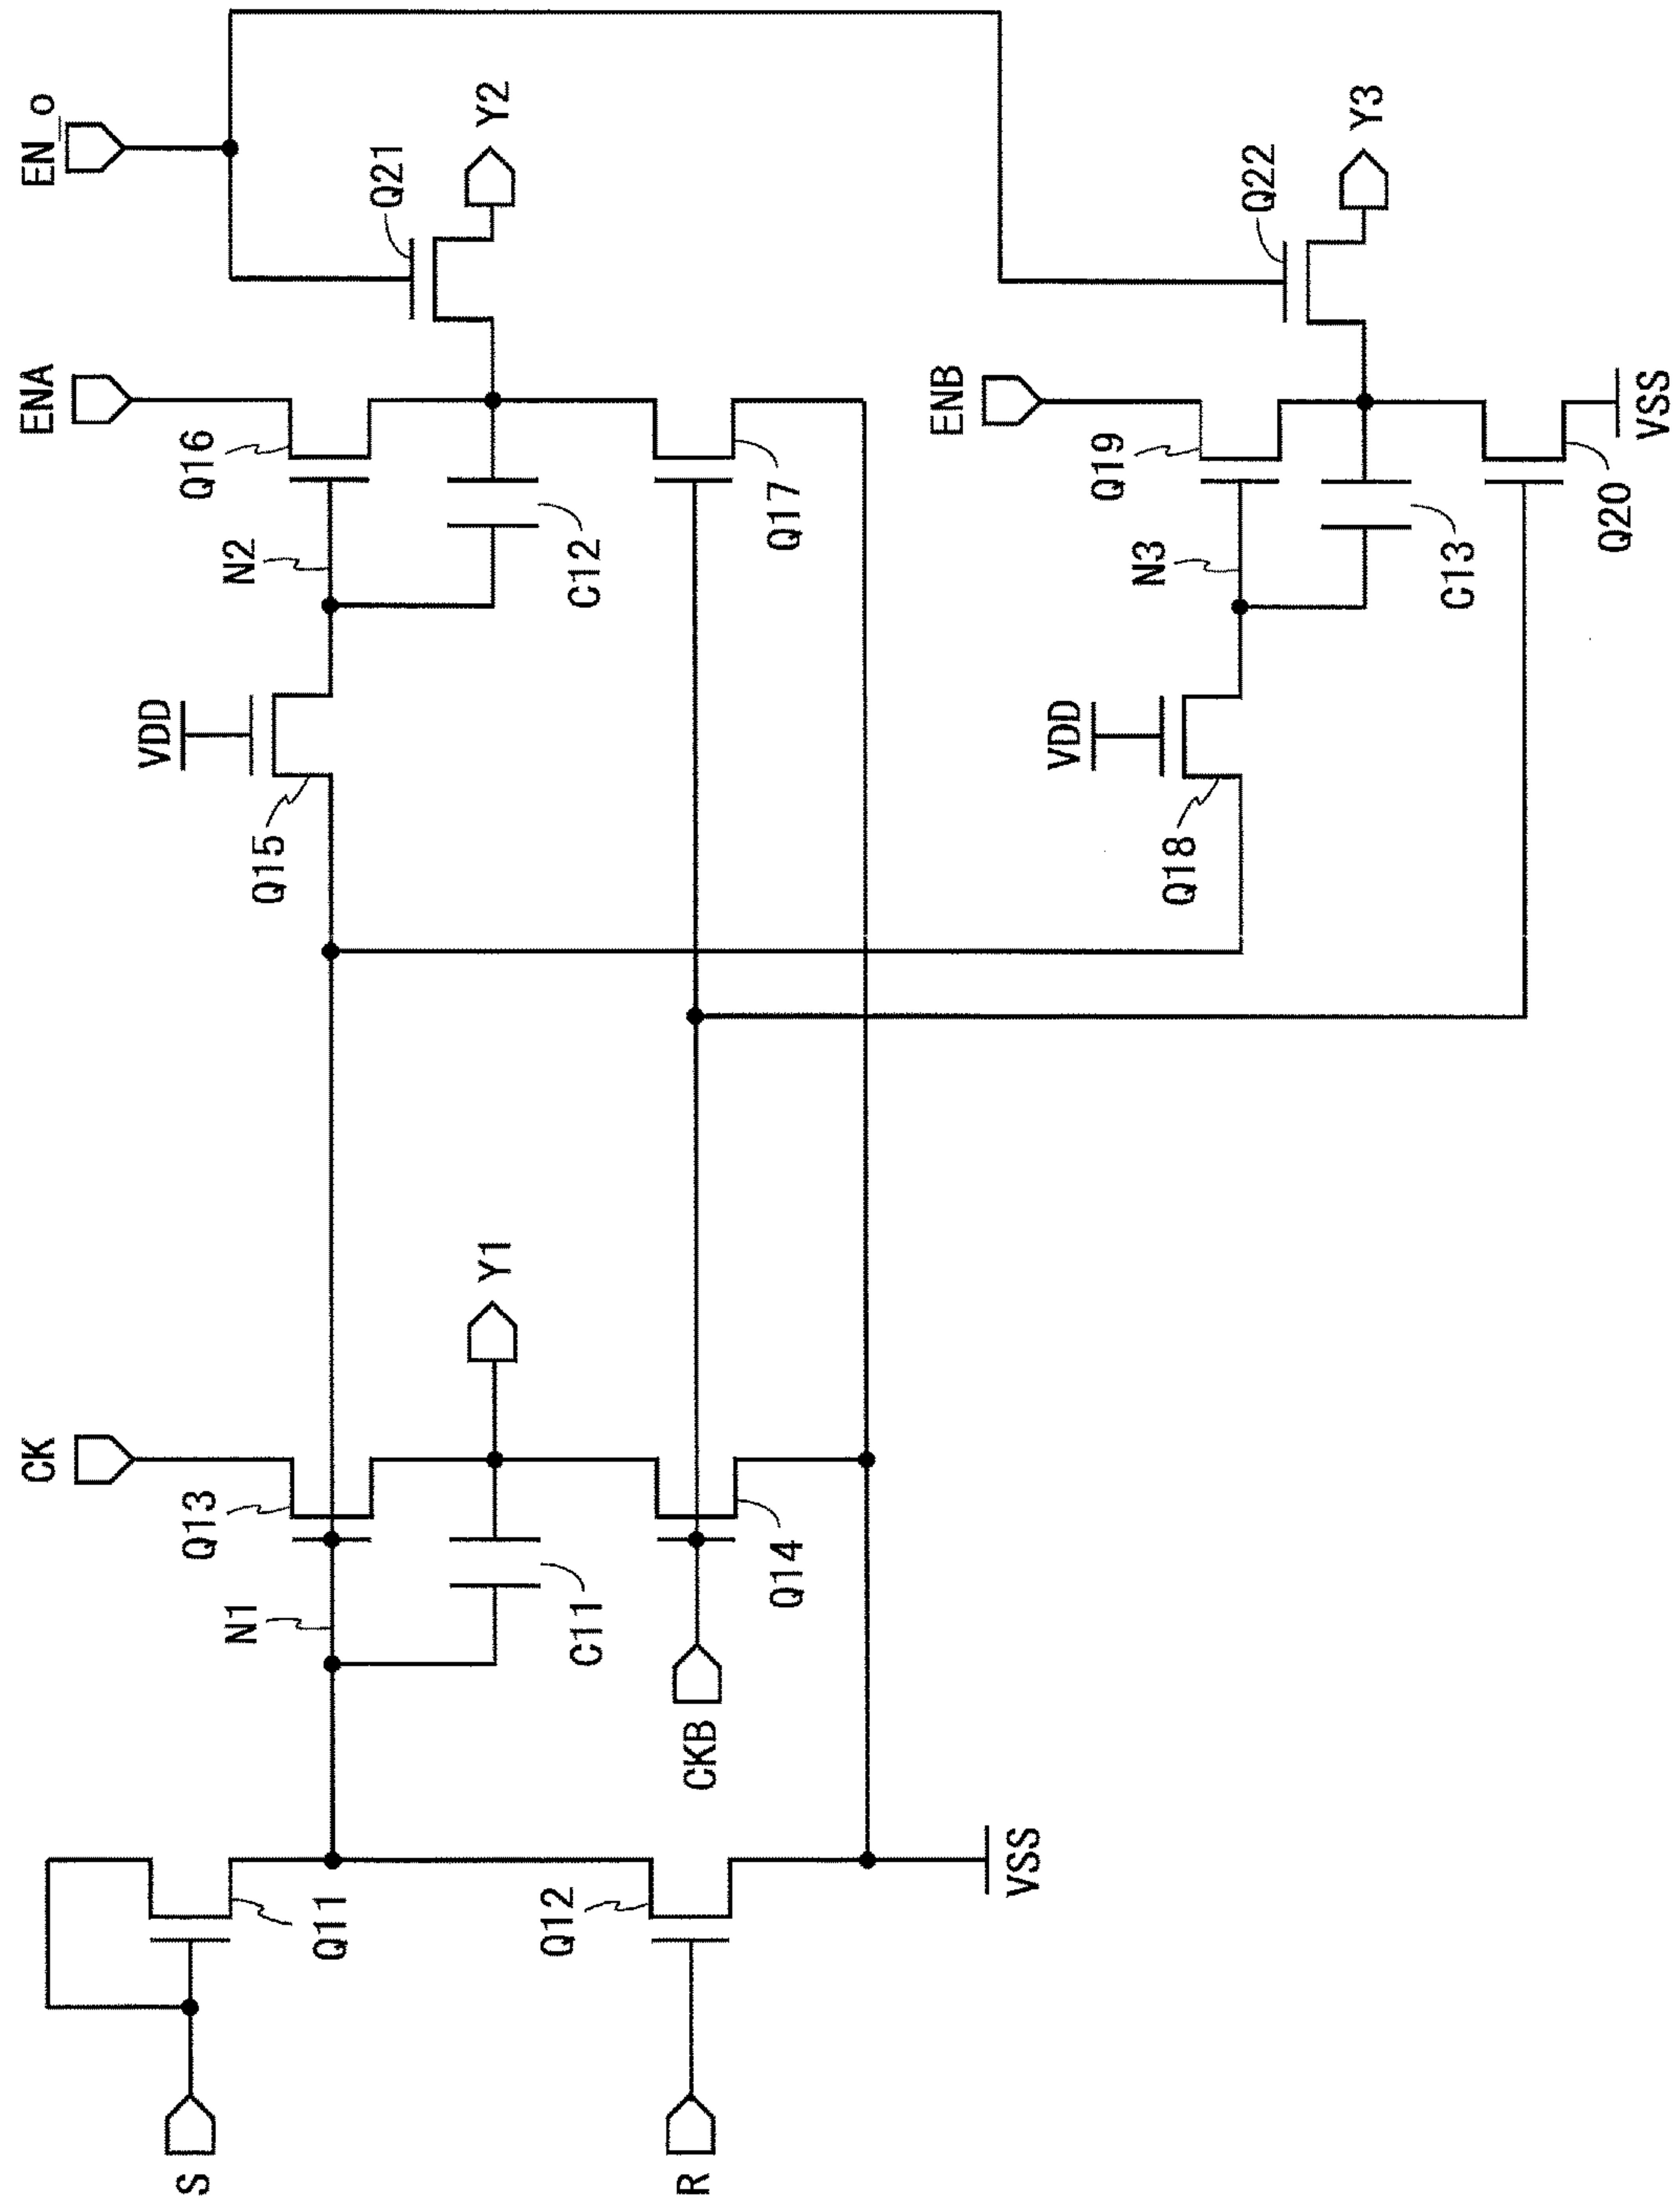 EN_o
Y2
Q21
ENA
Q16
N2
C12
Q17
VDD
Q15
Y3
Q22
ENB
Q19
N3
C13
Q20
VSS
VDD
Q18
CK
Y1
Q13
N1
C11
Q14
CKB
VSS
Q11
Q12
S
R